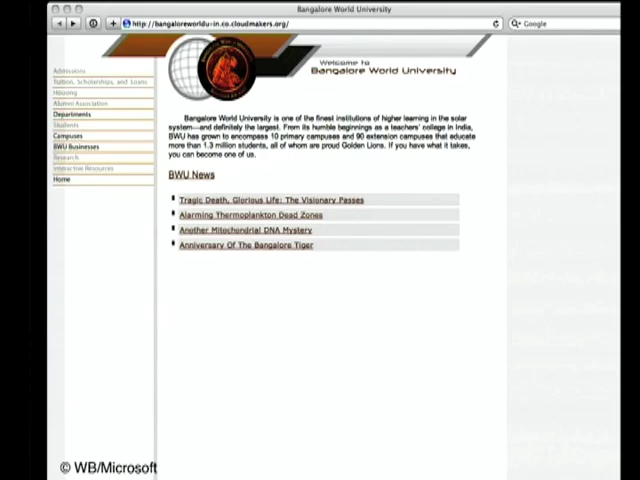 Bangalore World University
http://bangaloreworldu-in.co.cloudmakers.org/
Google
Welcome to
Bangalore World University
Admissions
Tuition, Scholarships, and Loans
Housing
Alumni Association
Departments
Students
Campuses
BWU Businesses
Research
Interactive Resources
Home
Bangalore World University is one of the finest institutions of higher learning in the solar
system—and definitely the largest. From its humble beginnings as a teachers' college in India,
BWU has grown to encompass 10 primary campuses and 90 extension campuses that educate
more than 1.3 million students, all of whom are proud Golden Lions. If you have what it takes,
you can become one of us.
BWU News
Tragic Death, Glorious Life: The Visionary Passes
Alarming Thermoplankton Dead Zones
Another Mitochondrial DNA Mystery
Anniversary Of The Bangalore Tiger
© WB/Microsoft